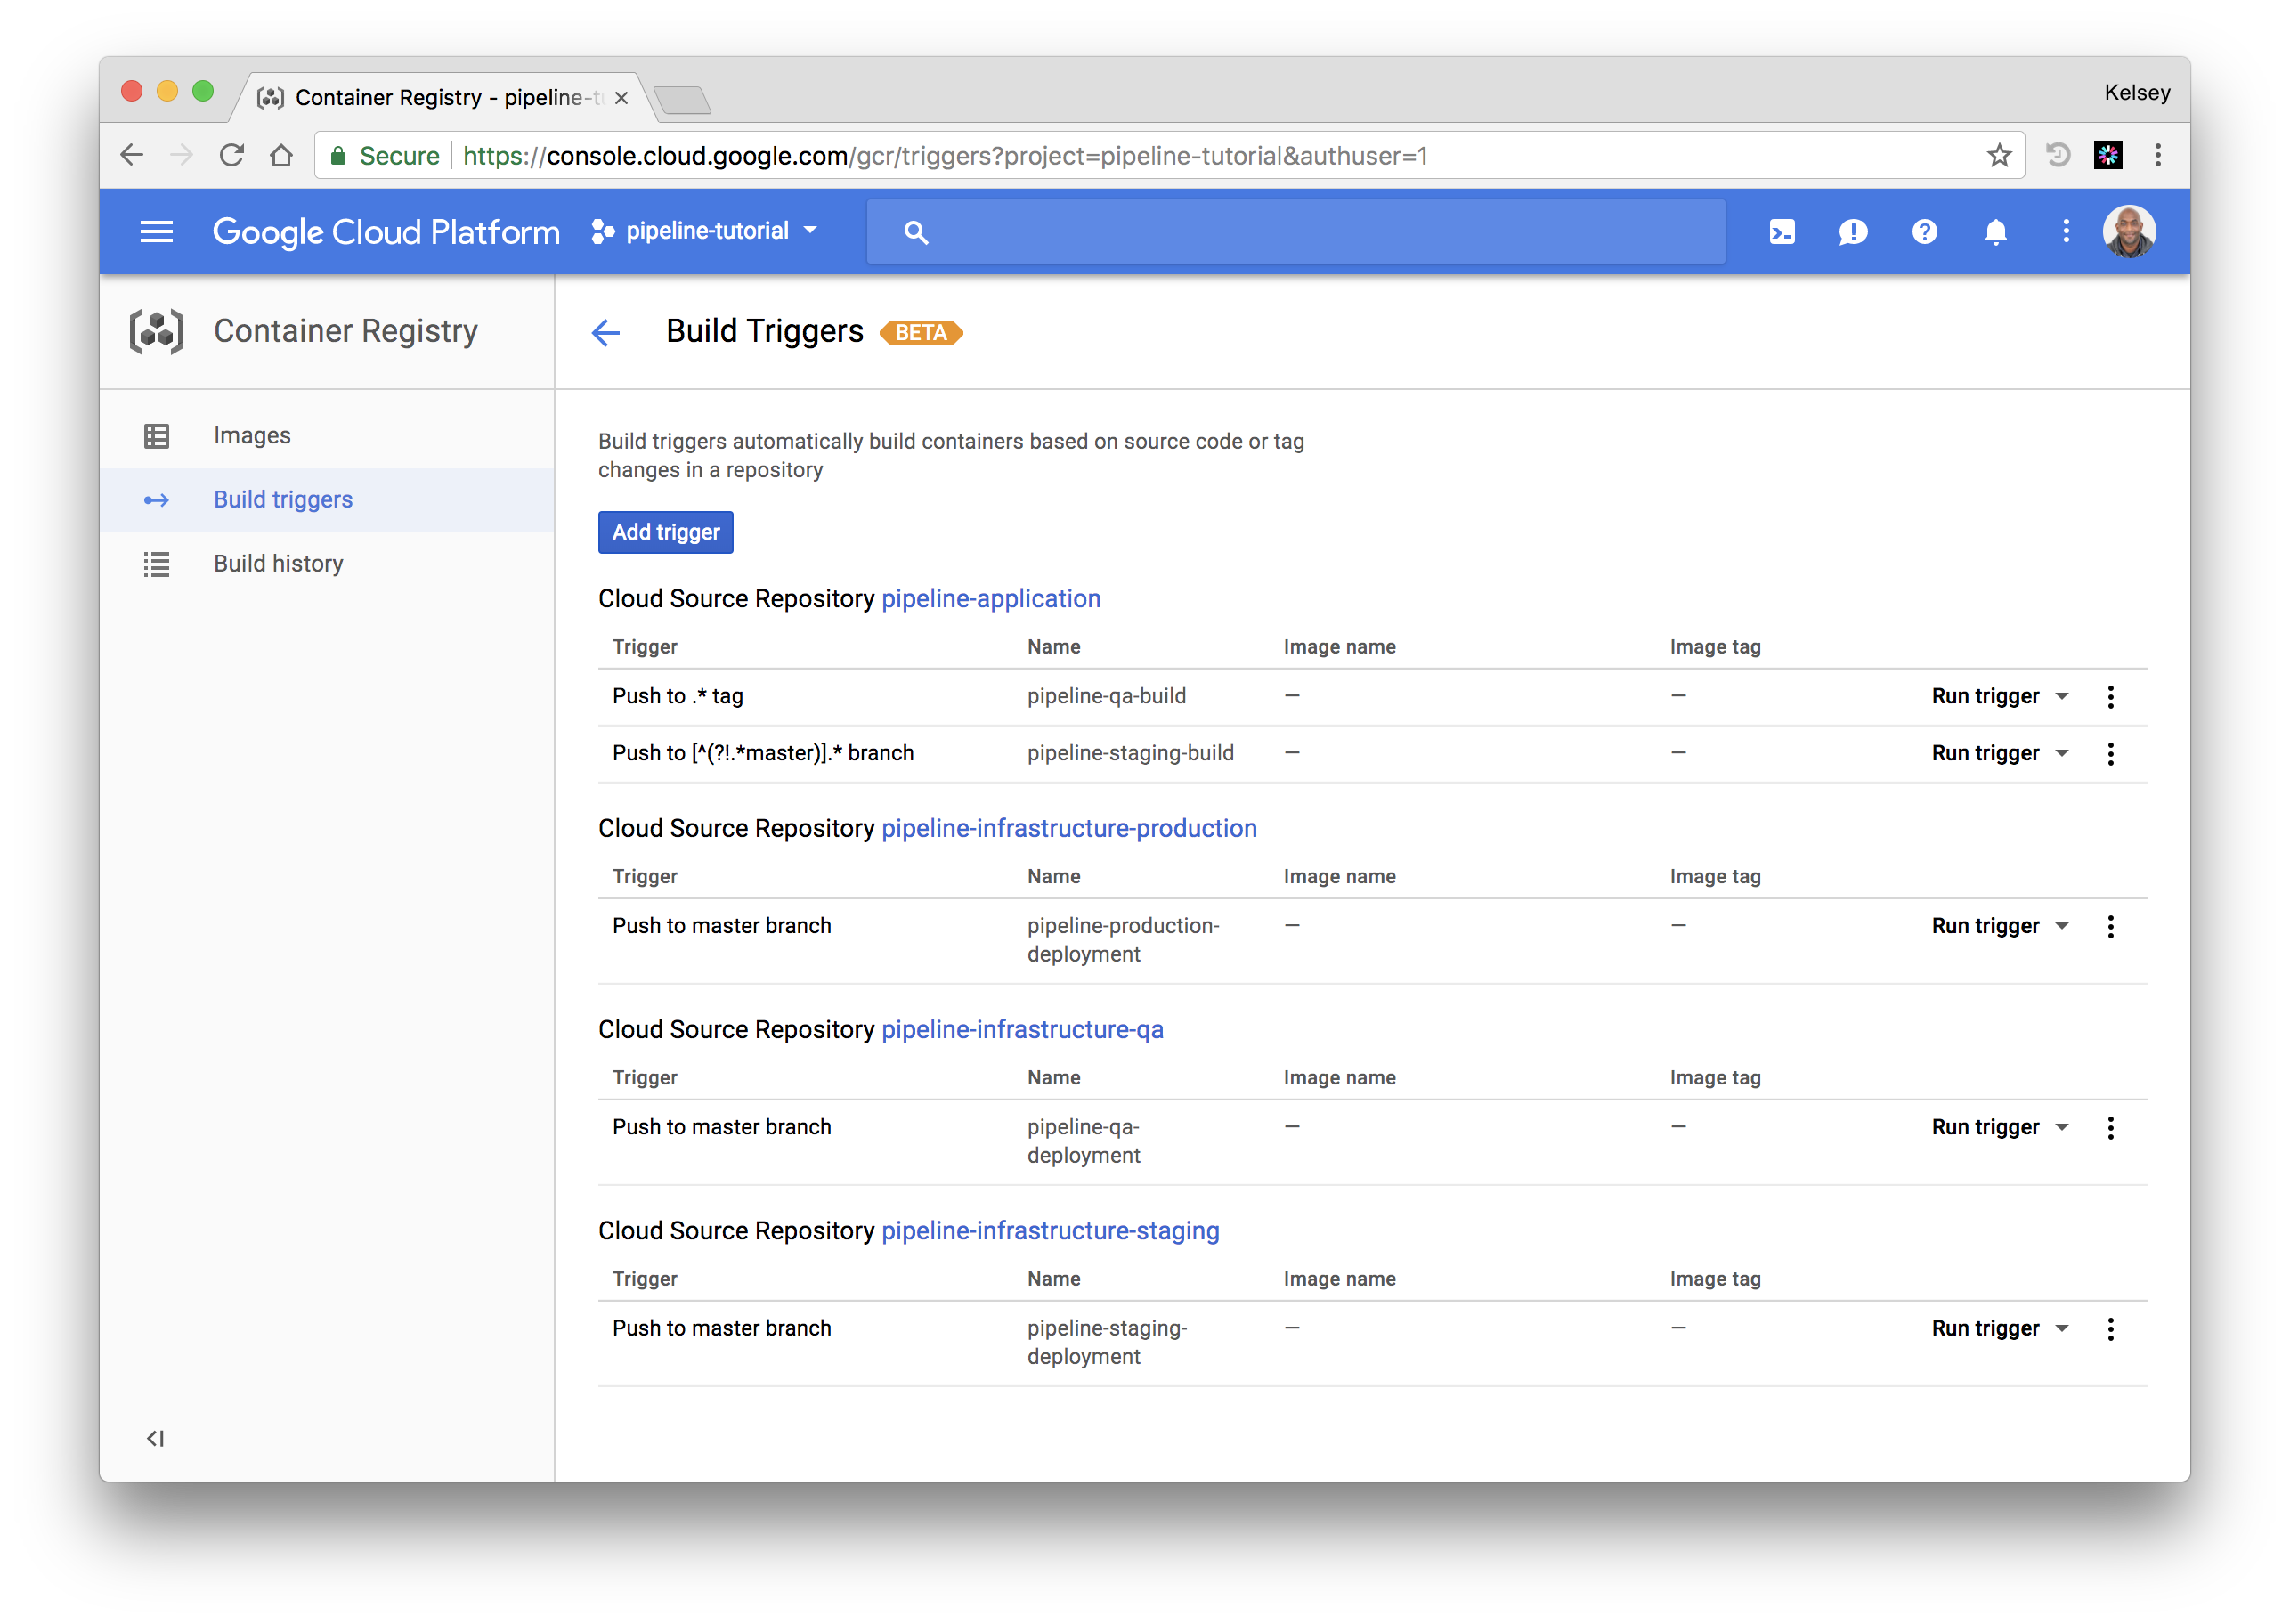 Container Registry - pipeline-tu
Kelsey
Secure https://console.cloud.google.com/gcr/triggers?project=pipeline-tutorial&authuser=1
Google Cloud Platform pipeline-tutorial
Container Registry
Build Triggers BETA
Images
Build triggers
Build history
Build triggers automatically build containers based on source code or tag
changes in a repository
Add trigger
Cloud Source Repository pipeline-application
Trigger Name Image name Image tag
Push to .* tag pipeline-qa-build — — Run trigger
Push to [^(?!.*master)].* branch pipeline-staging-build — — Run trigger
Cloud Source Repository pipeline-infrastructure-production
Trigger Name Image name Image tag
Push to master branch pipeline-production- — — Run trigger
deployment
Cloud Source Repository pipeline-infrastructure-qa
Trigger Name Image name Image tag
Push to master branch pipeline-qa- — — Run trigger
deployment
Cloud Source Repository pipeline-infrastructure-staging
Trigger Name Image name Image tag
Push to master branch pipeline-staging- — — Run trigger
deployment